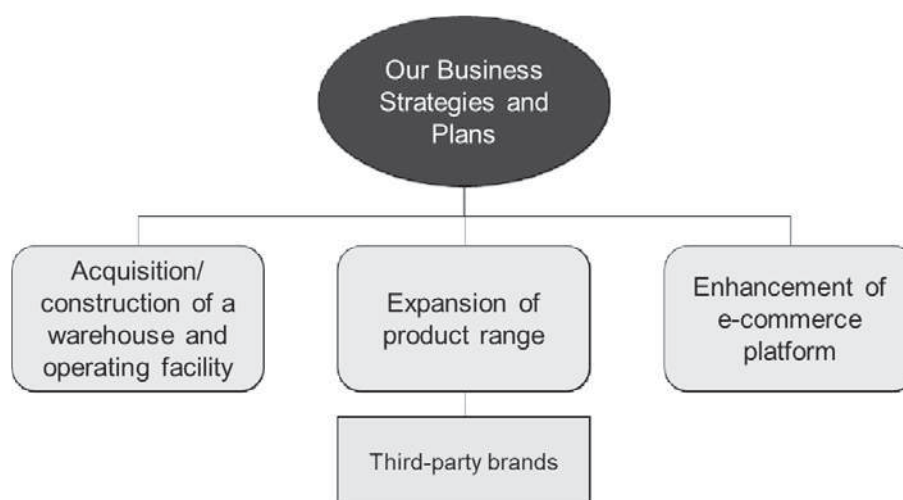 Our Business
Strategies and
Plans
Acquisition/
construction of a
warehouse and
operating facility
Expansion of
product range
Enhancement of
e-commerce
platform
Third-party brands